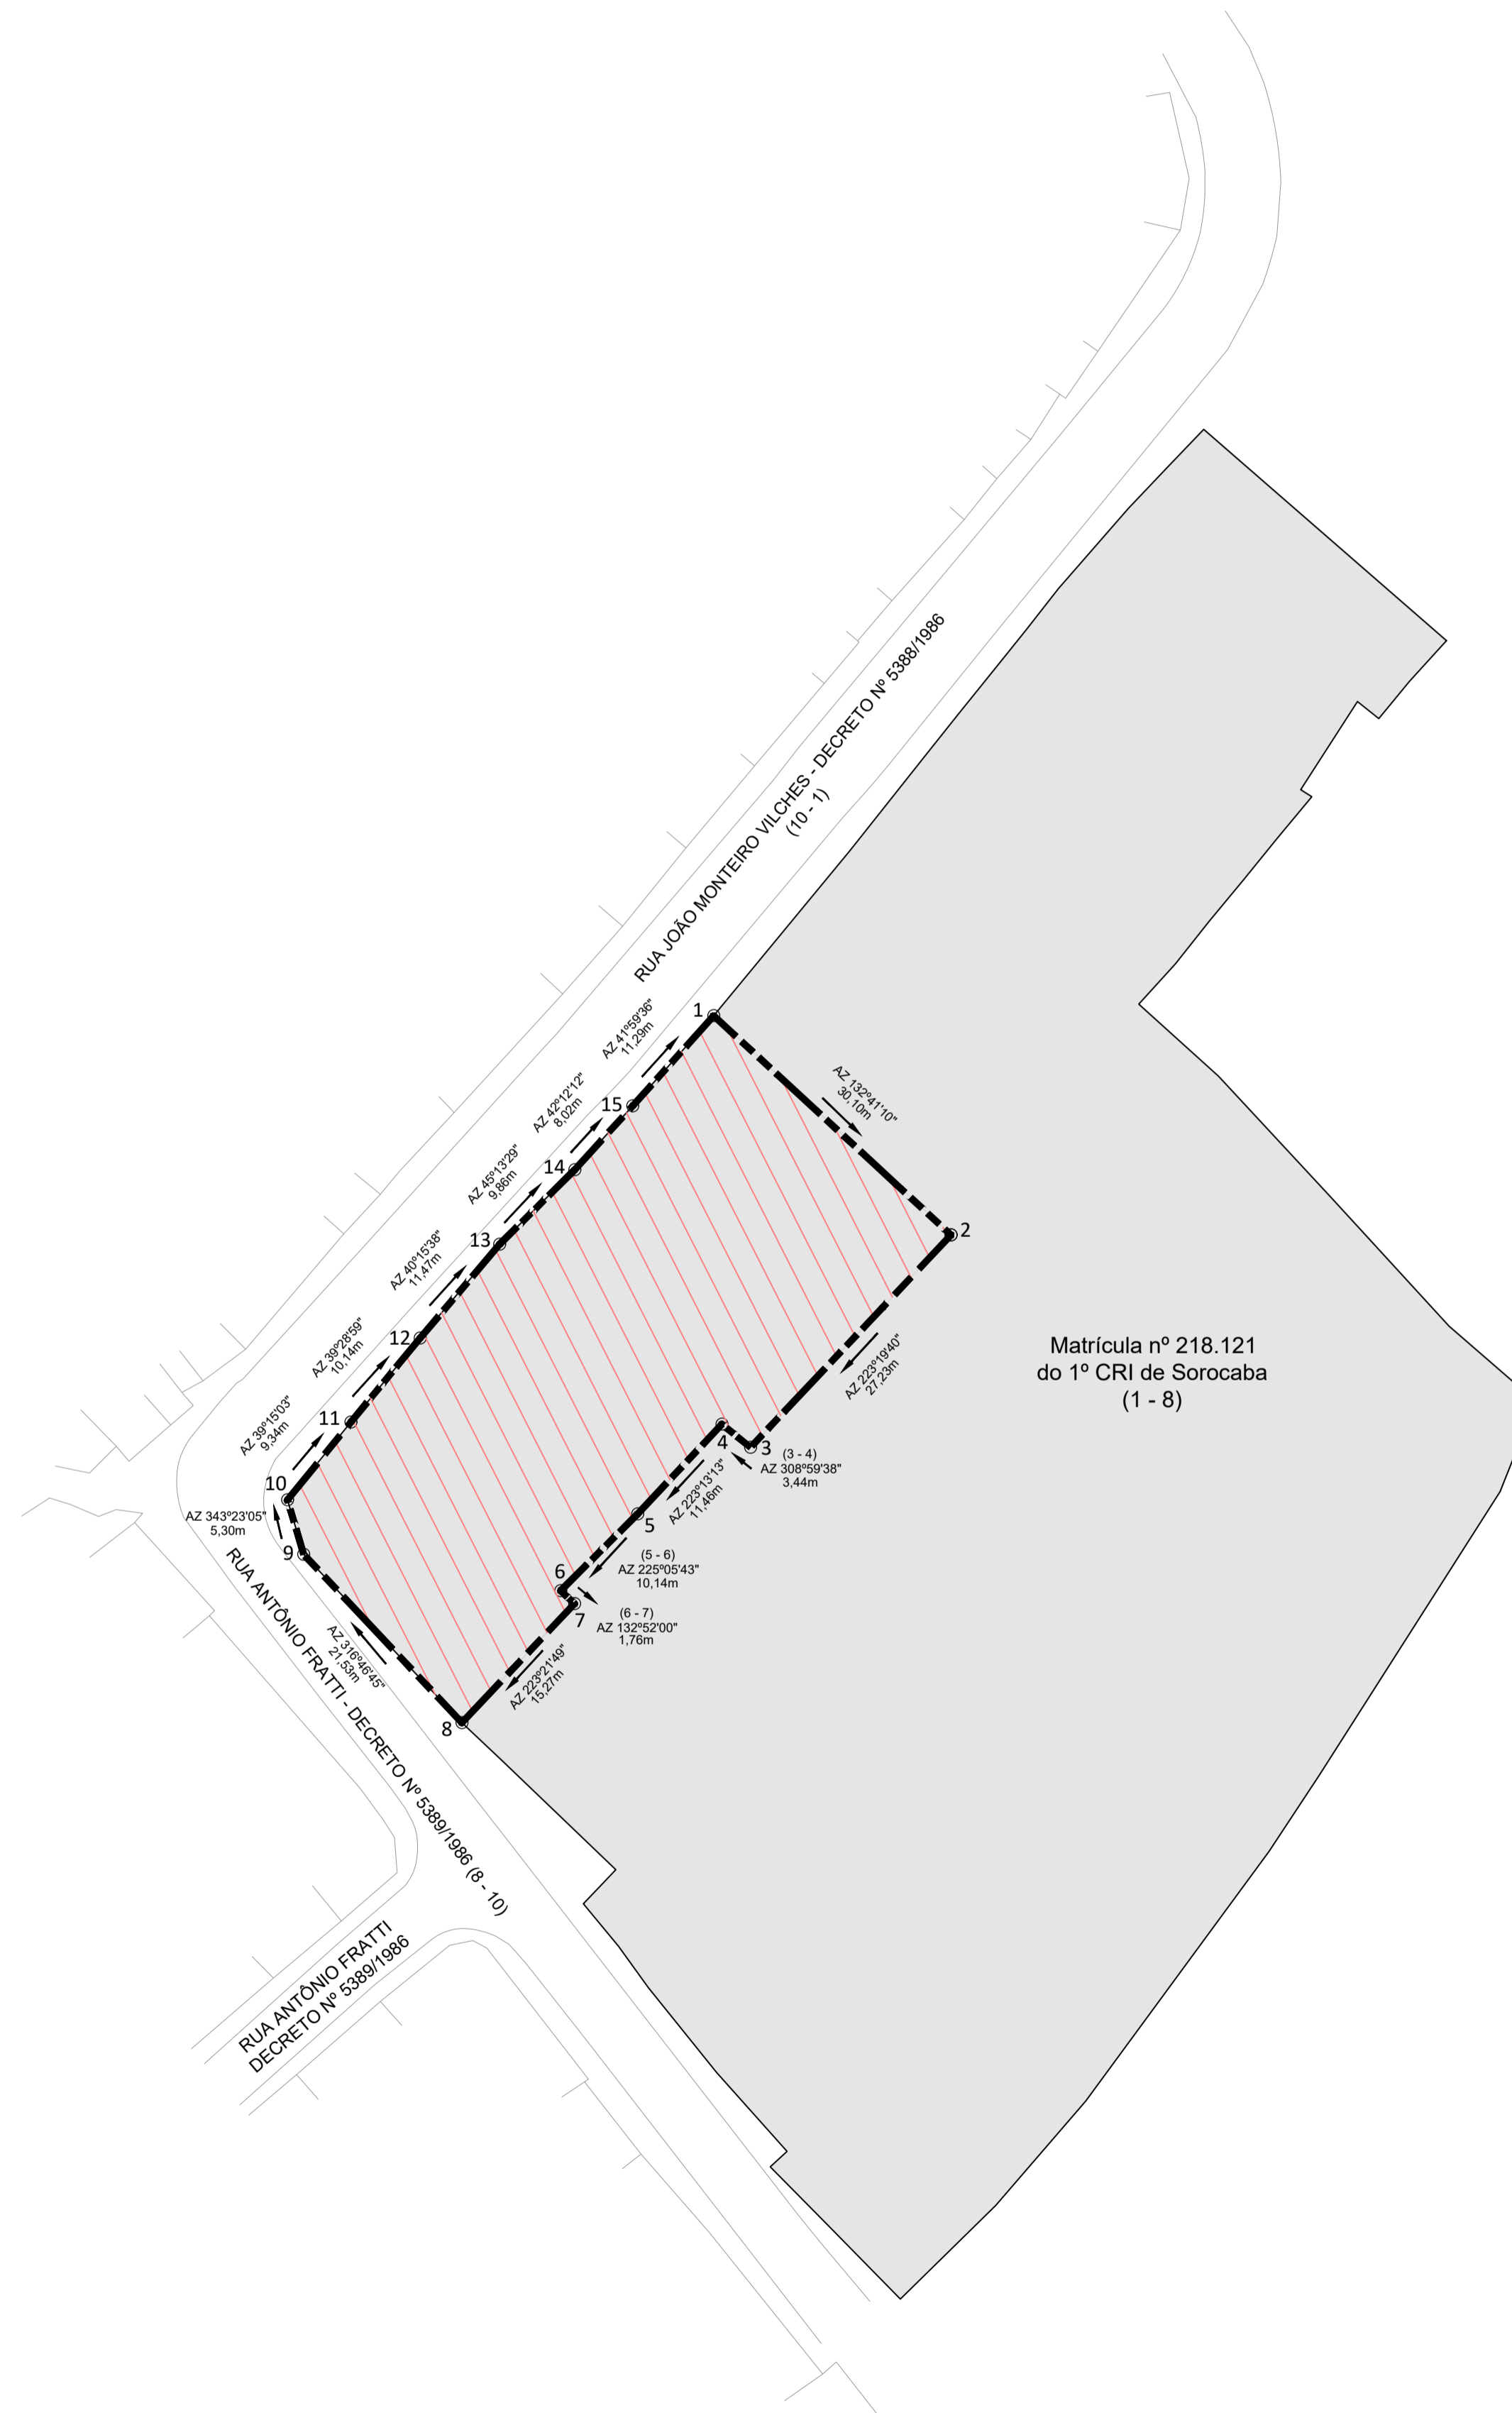 RUA JOÃO MONTEIRO VILCHES - DECRETO Nº 5388/1986
(10 - 1)
1
AZ 41º59'36"
11,29m
15
AZ 132º41'10"
30,10m
AZ 42º12'12"
8,02m
14
AZ 45º13'29"
9,86m
13
2
AZ 40º15'38"
11,47m
12
AZ 223º19'40"
27,23m
Matrícula nº 218.121
do 1º CRI de Sorocaba
(1 - 8)
AZ 39º28'59"
10,14m
11
AZ 39º15'03"
9,34m
10
4
3
(3 - 4)
AZ 308º59'38"
3,44m
AZ 223º13'13"
11,46m
5
AZ 343º23'05"
5,30m
9
(5 - 6)
AZ 225º05'43"
10,14m
6
7
(6 - 7)
AZ 132º52'00"
1,76m
AZ 223º21'49"
15,27m
AZ 316º46'45"
21,53m
8
RUA ANTÔNIO FRATTI - DECRETO Nº 5389/1986 (8 - 10)
RUA ANTÔNIO FRATTI
DECRETO Nº 5389/1986